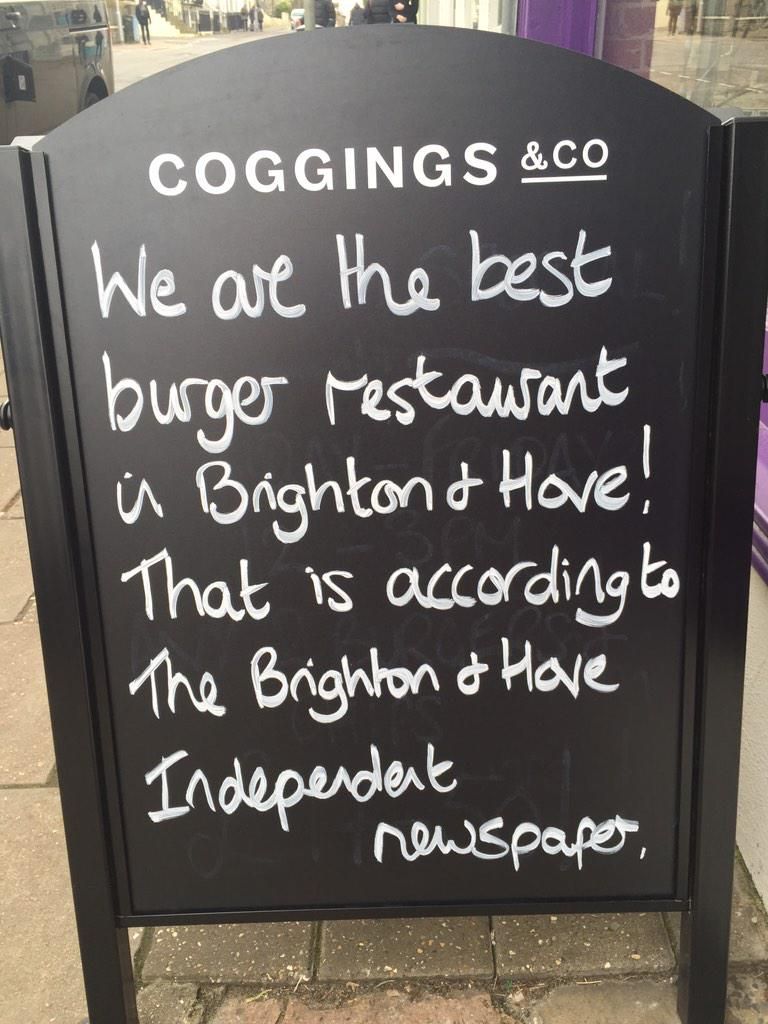 COGGINGS &CO
We are the best
burger restaurant
in Brighton & Hove!
That is according to
The Brighton & Hove
Independent
newspaper.